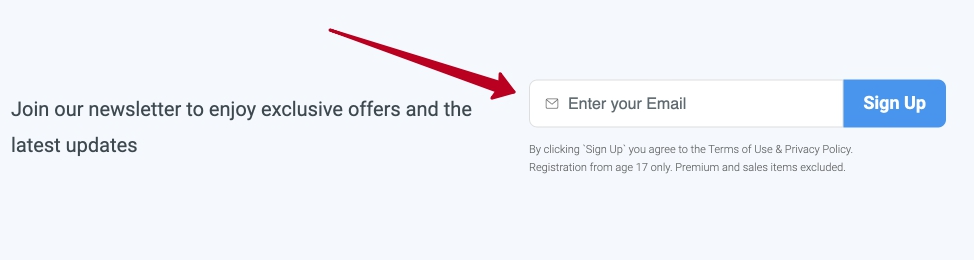 Join our newsletter to enjoy exclusive offers and the
latest updates
Enter your Email
Sign Up
By clicking `Sign Up` you agree to the Terms of Use & Privacy Policy.
Registration from age 17 only. Premium and sales items excluded.